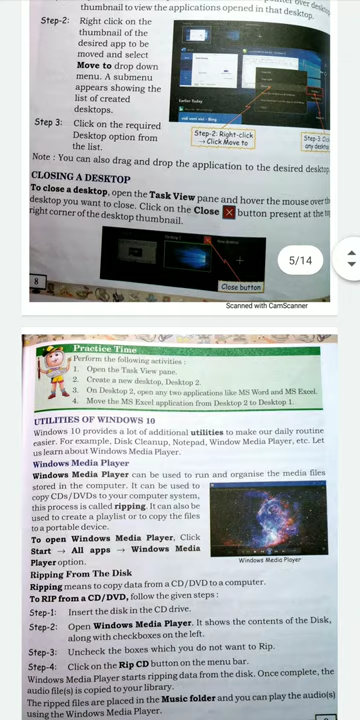 thumbnail to view the applications opened in that desktop.
Step-2: Right click on the
thumbnail of the
desired app to be
moved and select
Move to drop down
menu. A submenu
appears showing the
list of created
desktops.
Earlier Today
Step-2: Right-click
→ Click Move to
Step-3
any desktop
Step 3: Click on the required
Desktop option from
the list.
Note : You can also drag and drop the application to the desired desktop
CLOSING A DESKTOP
To close a desktop, open the Task View pane and hover the mouse over the
desktop you want to close. Click on the Close X button present at the top
right corner of the desktop thumbnail.
Close button
5/14
8
Scanned with CamScanner
Practice Time
Perform the following activities :
1. Open the Task View pane.
2. Create a new desktop, Desktop 2.
3. On Desktop 2, open any two applications like MS Word and MS Excel.
4. Move the MS Excel application from Desktop 2 to Desktop 1.
UTILITIES OF WINDOWS 10
Windows 10 provides a lot of additional utilities to make our daily routine
easier. For example, Disk Cleanup, Notepad, Window Media Player, etc. Let
us learn about Windows Media Player.
Windows Media Player
Windows Media Player can be used to run and organise the media files
stored in the computer. It can be used to
copy CDs/DVDs to your computer system,
this process is called ripping. It can also be
used to create a playlist or to copy the files
to a portable device.
To open Windows Media Player, Click
Start → All apps → Windows Media
Player option.
Windows Media Player
Ripping From The Disk
Ripping means to copy data from a CD/DVD to a computer.
To RIP from a CD/DVD, follow the given steps :
Step-1: Insert the disk in the CD drive.
Step-2: Open Windows Media Player. It shows the contents of the Disk,
along with checkboxes on the left.
Step-3: Uncheck the boxes which you do not want to Rip.
Step-4: Click on the Rip CD button on the menu bar.
Windows Media Player starts ripping data from the disk. Once complete, the
audio file(s) is copied to your library.
The ripped files are placed in the Music folder and you can play the audio(s)
using the Windows Media Player.